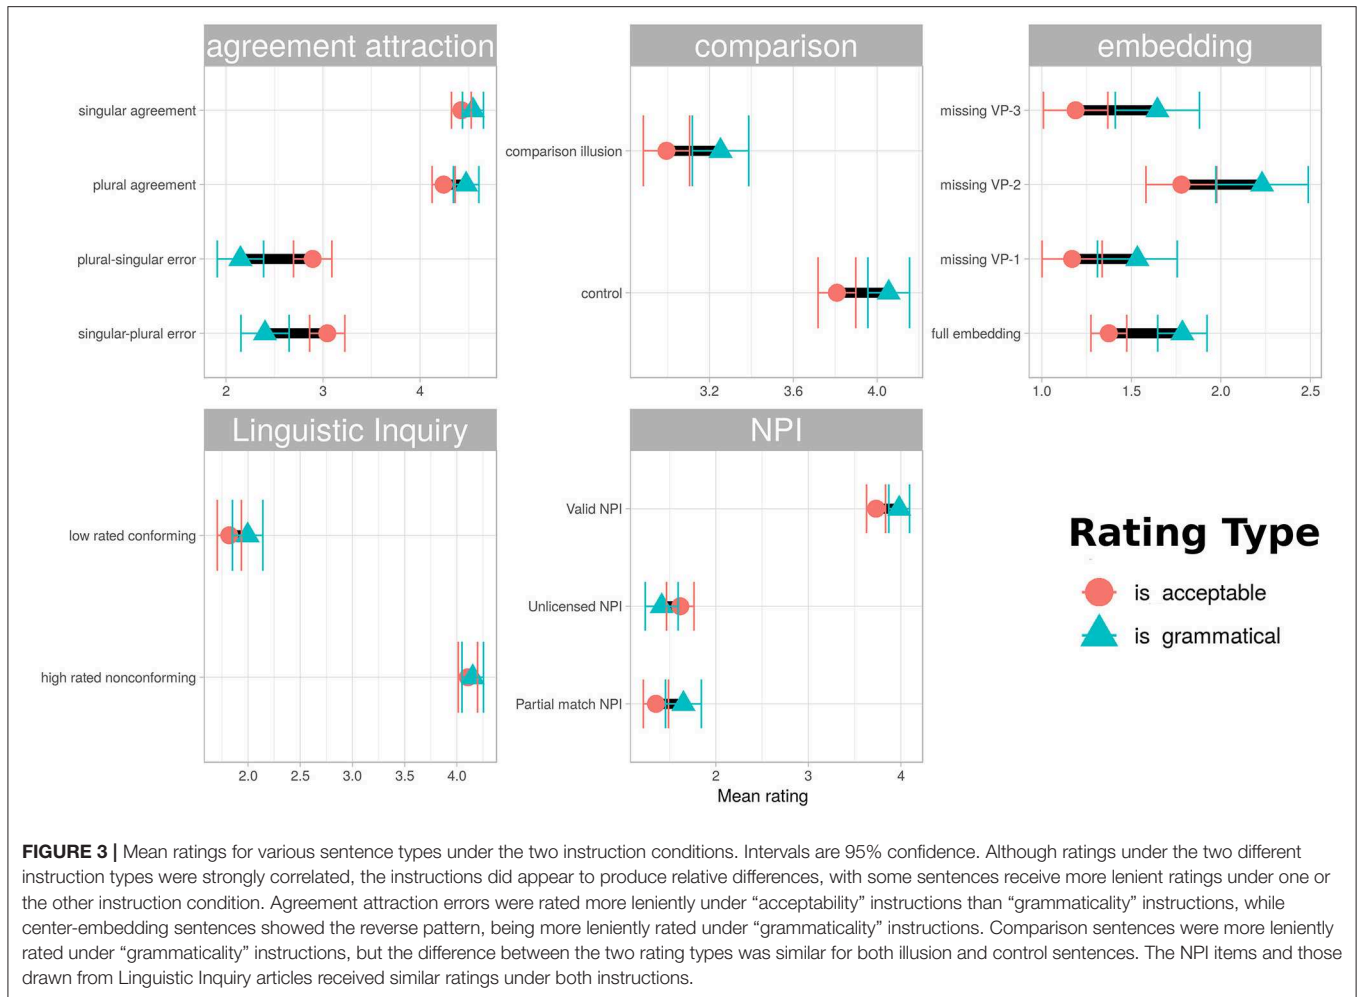 agreement attraction
singular agreement
plural agreement
plural-singular error
singular-plural error
2 3 4
comparison
comparison illusion
control
3.2 3.6 4.0
embedding
missing VP-3
missing VP-2
missing VP-1
full embedding
1.0 1.5 2.0 2.5
Linguistic Inquiry
low rated conforming
high rated nonconforming
2.0 2.5 3.0 3.5 4.0
NPI
Valid NPI
Unlicensed NPI
Partial match NPI
2 3 4
Mean rating
Rating Type
is acceptable
is grammatical
FIGURE 3 | Mean ratings for various sentence types under the two instruction conditions. Intervals are 95% confidence. Although ratings under the two different
instruction types were strongly correlated, the instructions did appear to produce relative differences, with some sentences receive more lenient ratings under one or
the other instruction condition. Agreement attraction errors were rated more leniently under “acceptability” instructions than “grammaticality” instructions, while
center-embedding sentences showed the reverse pattern, being more leniently rated under “grammaticality” instructions. Comparison sentences were more leniently
rated under “grammaticality” instructions, but the difference between the two rating types was similar for both illusion and control sentences. The NPI items and those
drawn from Linguistic Inquiry articles received similar ratings under both instructions.